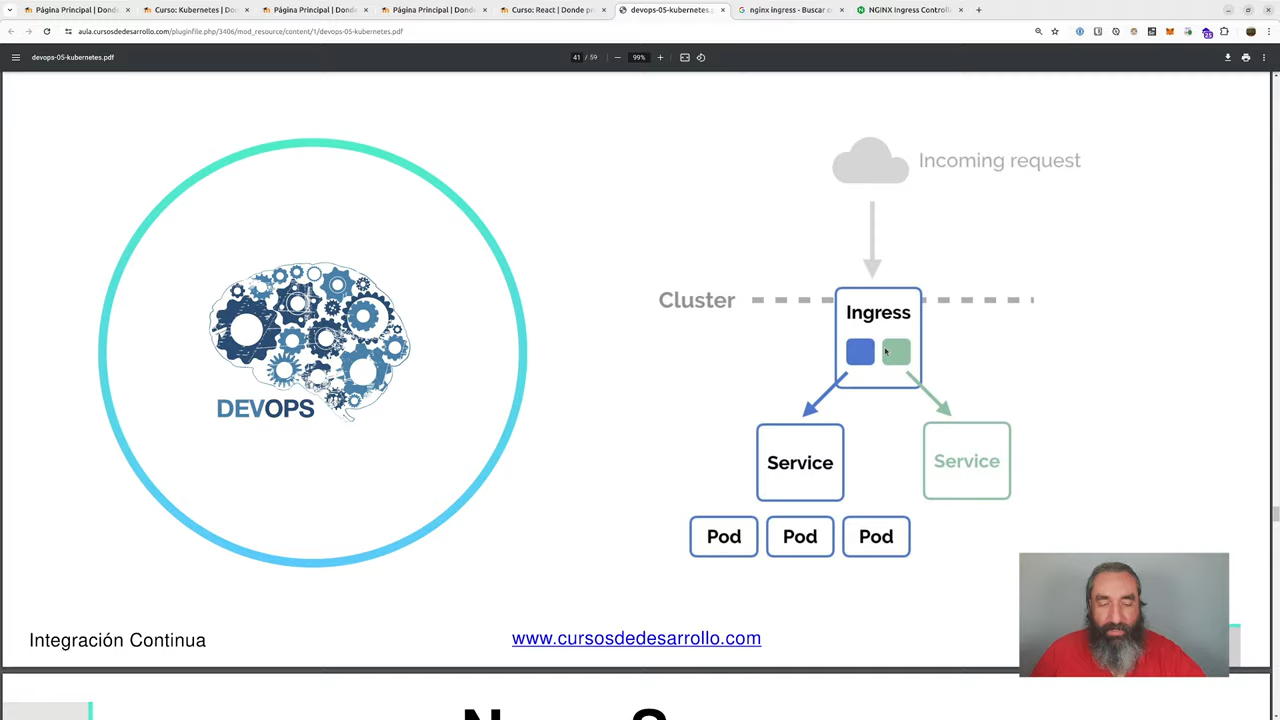 Página Principal | Donde
Curso: Kubernetes | Don
Página Principal | Donde
Página Principal | Donde
Curso: React | Donde pr
devops-05-kubernetes.p
nginx ingress - Buscar c
NGINX Ingress Controll
aula.cursosdedesarrollo.com/pluginfile.php/3406/mod_resource/content/1/devops-05-kubernetes.pdf
devops-05-kubernetes.pdf
41 / 59
99%
Incoming request
Cluster
Ingress
DEVOPS
Service
Service
Pod
Pod
Pod
Integración Continua
www.cursosdedesarrollo.com